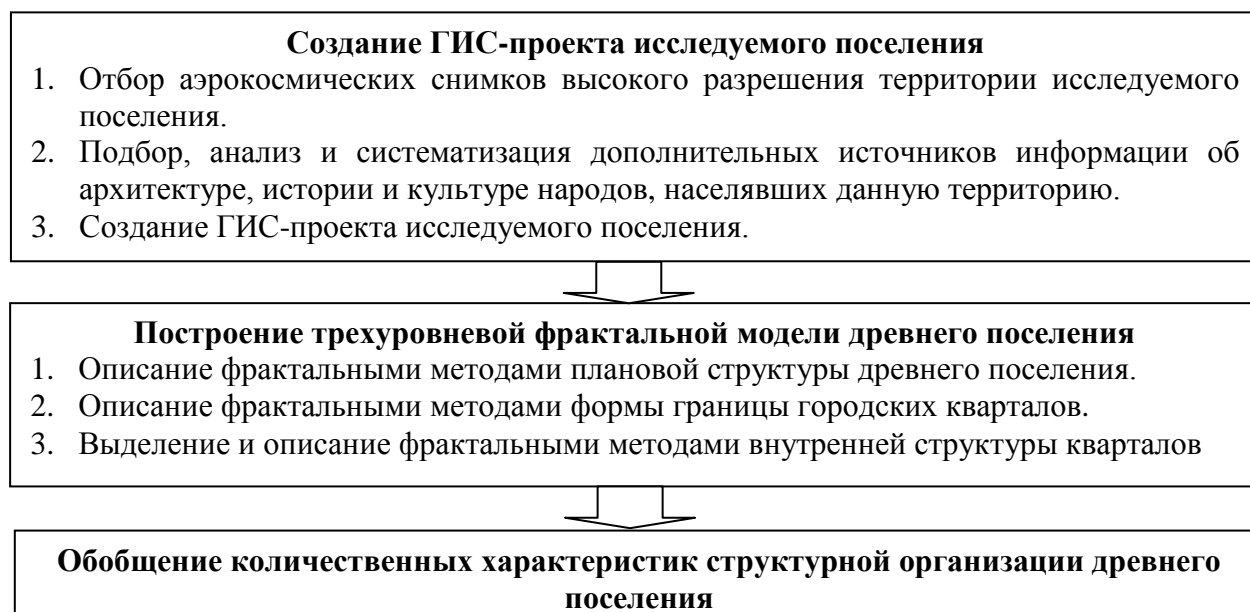 Создание ГИС-проекта исследуемого поселения
1. Отбор аэрокосмических снимков высокого разрешения территории исследуемого
поселения.
2. Подбор, анализ и систематизация дополнительных источников информации об
архитектуре, истории и культуре народов, населявших данную территорию.
3. Создание ГИС-проекта исследуемого поселения.
Построение трехуровневой фрактальной модели древнего поселения
1. Описание фрактальными методами плановой структуры древнего поселения.
2. Описание фрактальными методами формы границы городских кварталов.
3. Выделение и описание фрактальными методами внутренней структуры кварталов
Обобщение количественных характеристик структурной организации древнего
поселения